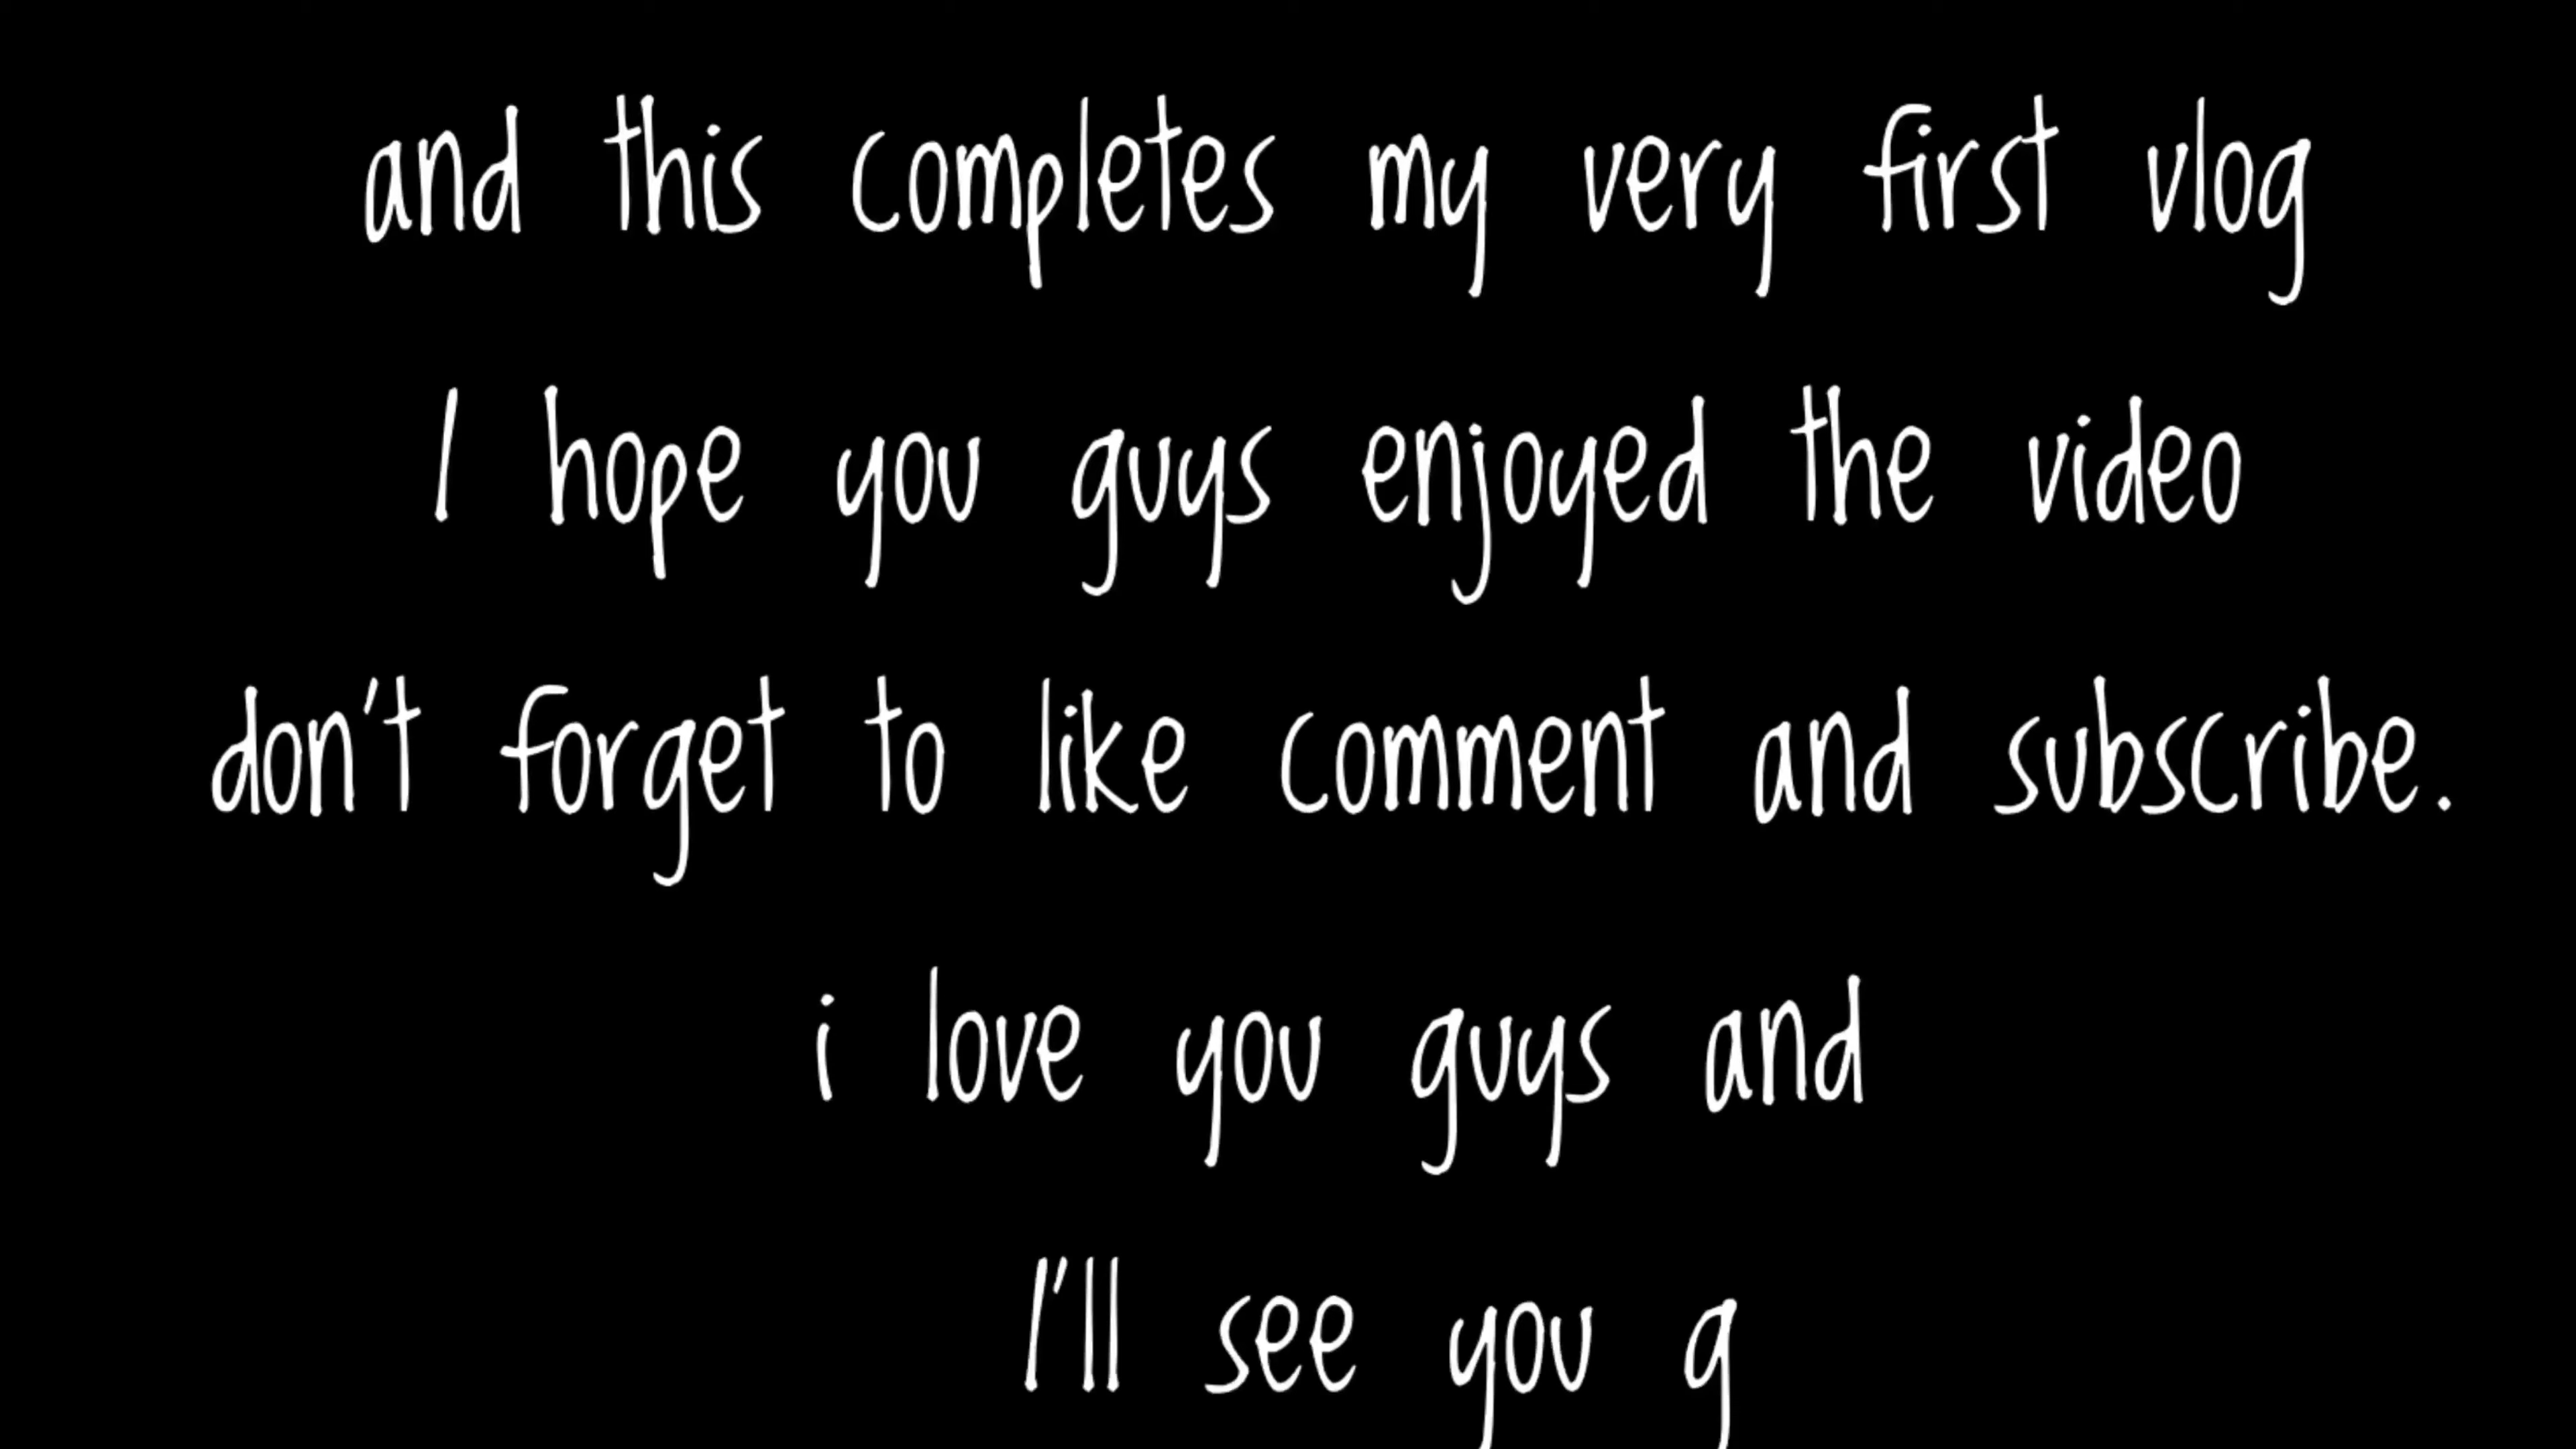 and this completes my very first vlog
I hope you guys enjoyed the video
don't forget to like comment and subscribe.
i love you guys and
I'll see you g